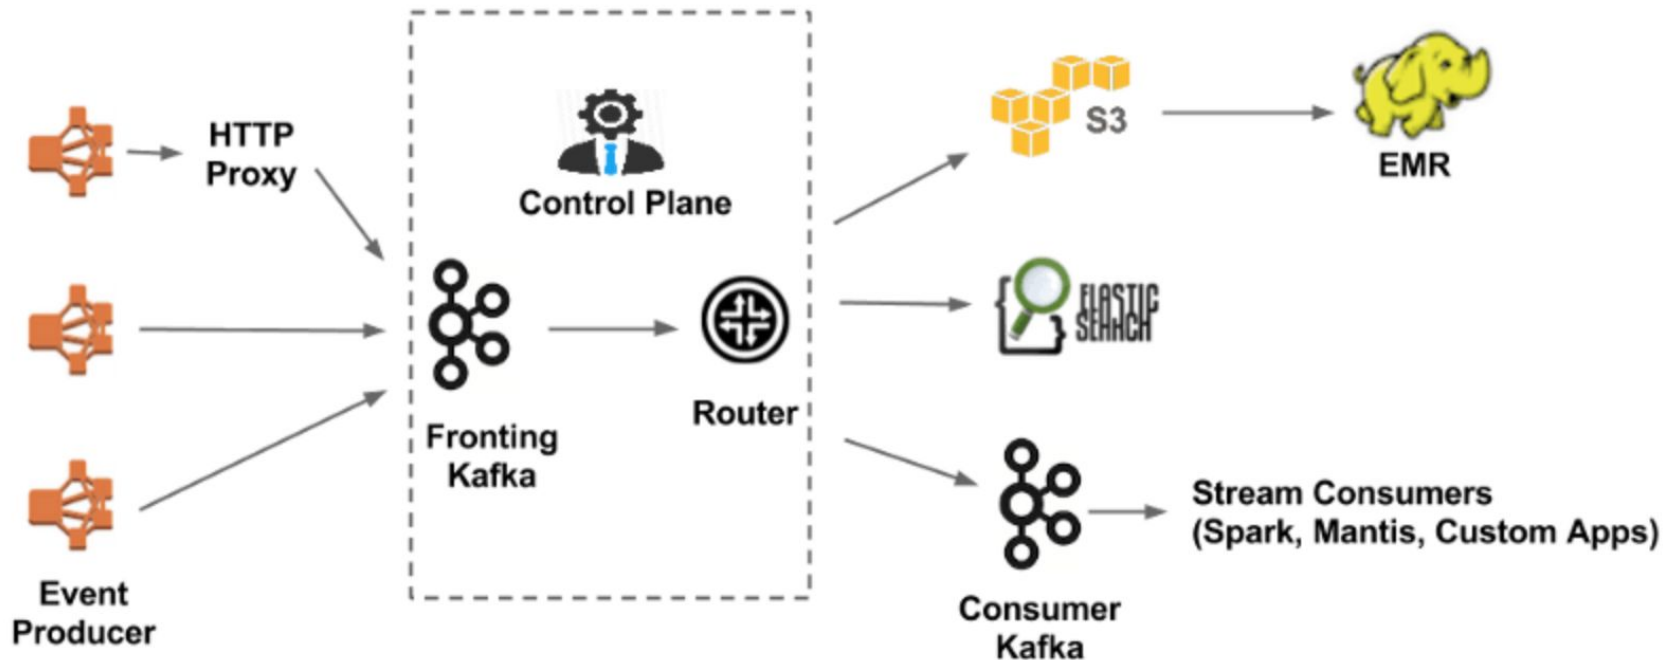 HTTP
Proxy
Control Plane
Fronting
Kafka
Router
S3
EMR
ELASTIC
SEARCH
Stream Consumers
(Spark, Mantis, Custom Apps)
Consumer
Kafka
Event
Producer